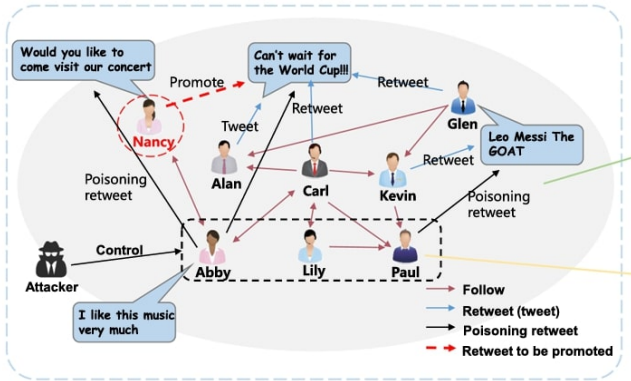 Would you like to
come visit our concert
Can't wait for
the World Cup!!!
Promote
Retweet
Retweet
Tweet
Glen
Nancy
Leo Messi The
GOAT
Alan
Carl
Kevin
Retweet
Poisoning
retweet
Poisoning
retweet
Control
Attacker
Abby
Lily
Paul
I like this music
very much
Follow
Retweet (tweet)
Poisoning retweet
Retweet to be promoted